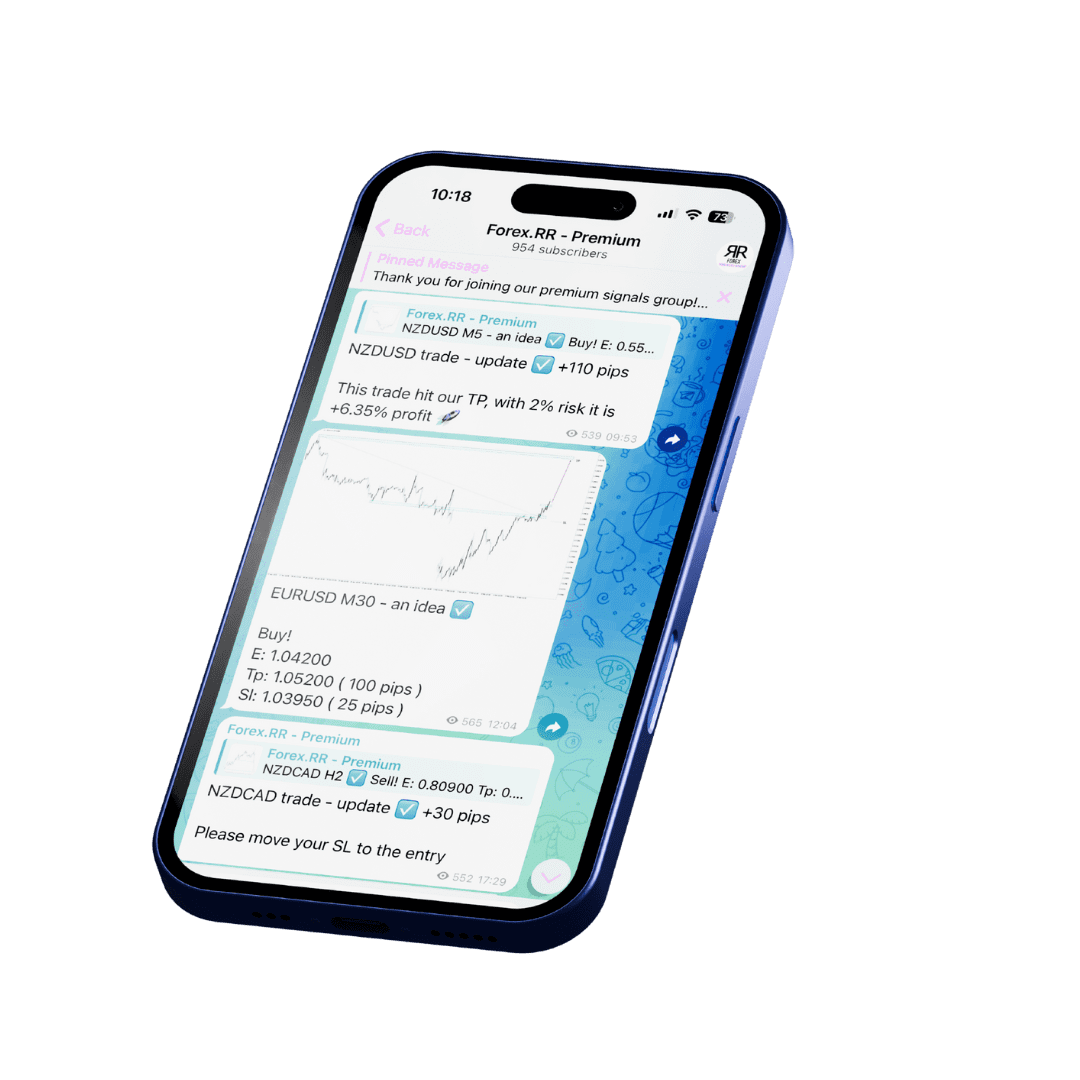 10:18
73
Back
Forex.RR - Premium
954 subscribers
RR
FOREX
Pinned Message
Thank you for joining our premium signals group!...
Forex.RR - Premium
NZDUSD M5 - an idea ☑️ Buy! E: 0.55...
NZDUSD trade - update ☑️ +110 pips
This trade hit our TP, with 2% risk it is
+6.35% profit 🚀
539 09:53
EURUSD M30 - an idea ☑️
Buy!
E: 1.04200
Tp: 1.05200 ( 100 pips )
Sl: 1.03950 ( 25 pips )
565 12:04
Forex.RR - Premium
Forex.RR - Premium
NZDCAD H2 ☑️ Sell! E: 0.80900 Tp: 0....
NZDCAD trade - update ☑️ +30 pips
Please move your SL to the entry
552 17:29